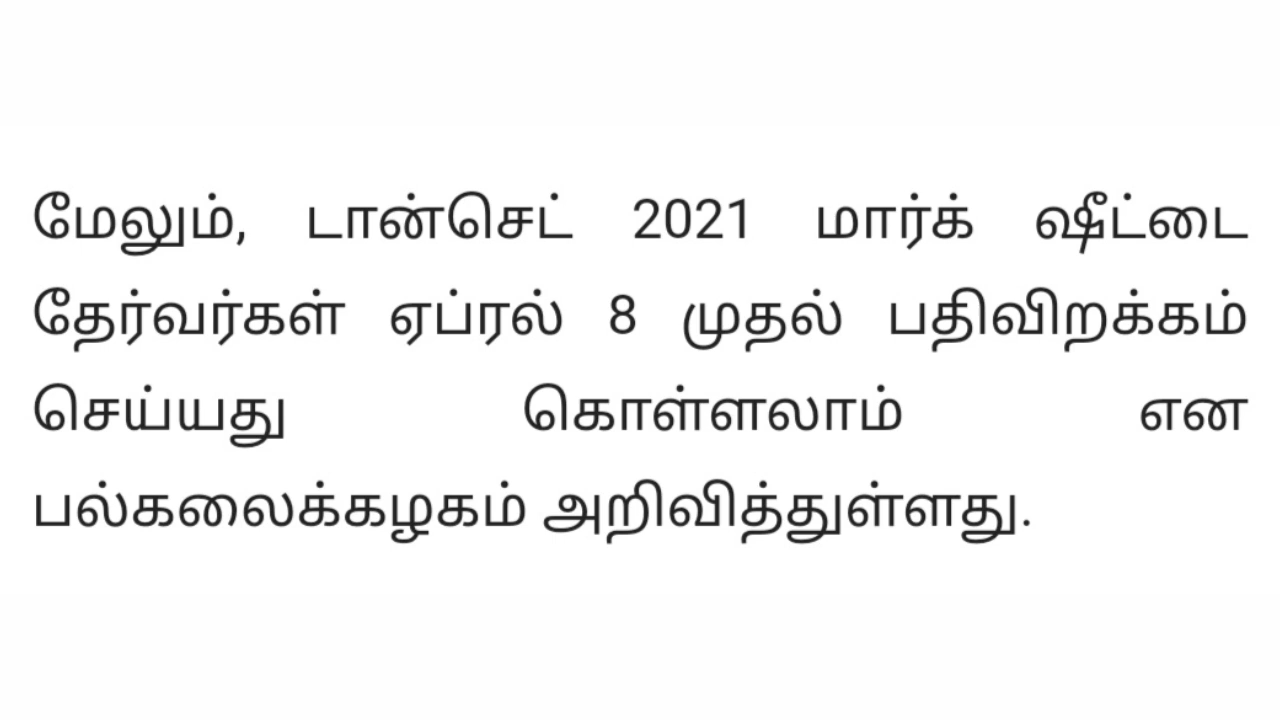 மேலும், டான்செட் 2021 மார்க் ஷீட்டை
தேர்வர்கள் ஏப்ரல் 8 முதல் பதிவிறக்கம்
செய்யது கொள்ளலாம் என
பல்கலைக்கழகம் அறிவித்துள்ளது.